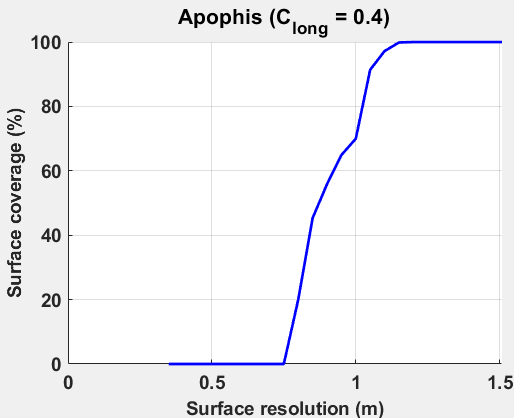 Apophis (C_long = 0.4)
100
80
60
40
20
0
Surface coverage (%)
0 0.5 1 1.5
Surface resolution (m)